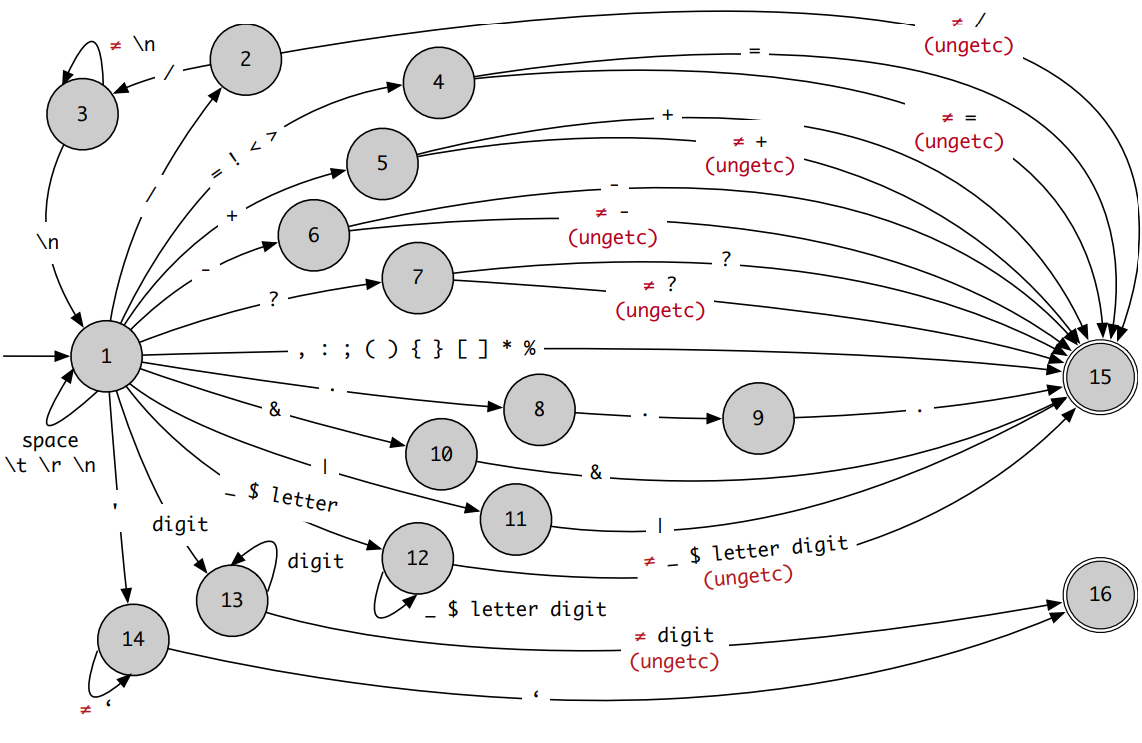 ≠ /
(ungetc)
≠ \n
2
/
=
4
3
≠ =
(ungetc)
+
= ! < >
≠ +
(ungetc)
5
/
-
+
≠ -
(ungetc)
6
\n
?
-
7
≠ ?
(ungetc)
?
1
, : ; ( ) { } [ ] * %
15
.
&
8
.
9
.
space
\t \r \n
10
|
&
_ $ letter
'
digit
11
|
≠ _ $ letter digit
(ungetc)
12
digit
13
_ $ letter digit
16
14
≠ digit
(ungetc)
‘
≠ ‘